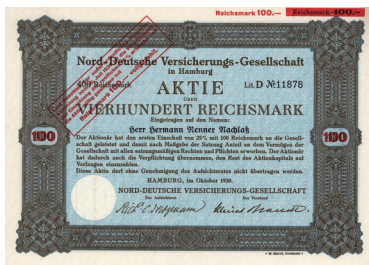 Reichsmark 100.— Reichsmark 400.—
Nord-Deutsche Versicherungs-Gesellschaft
in Hamburg
400 Reichsmark Lit. D №11878
AKTIE
über
VIERHUNDERT REICHSMARK
Eingetragen auf den Namen:
Herr Hermann Renner Nachlaß
Der Aktionär hat den ersten Einschuß von 25% mit 100 Reichsmark an die Gesell-
schaft geleistet und damit nach Maßgabe der Satzung Anteil an dem Vermögen der
Gesellschaft mit allen satzungsmäßigen Rechten und Pflichten erworben. Der Aktionär
hat dadurch auch die Verpflichtung übernommen, den Rest des Aktienkapitals auf
Verlangen einzuzahlen.
Diese Aktie darf ohne Genehmigung des Aufsichtsrates nicht übertragen werden.
HAMBURG, im Oktober 1930.
NORD-DEUTSCHE VERSICHERUNGS-GESELLSCHAFT
Der Aufsichtsrat Der Vorstand